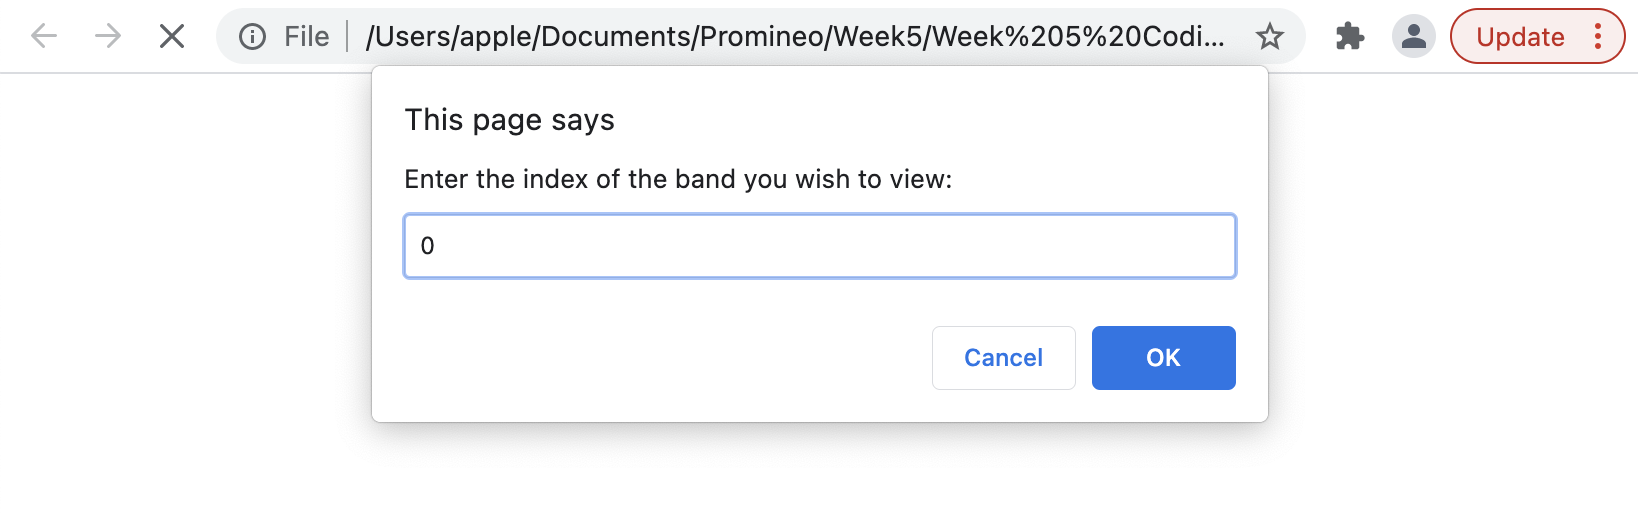 File /Users/apple/Documents/Promineo/Week5/Week%205%20Codi...
Update
This page says
Enter the index of the band you wish to view:
0
Cancel
OK